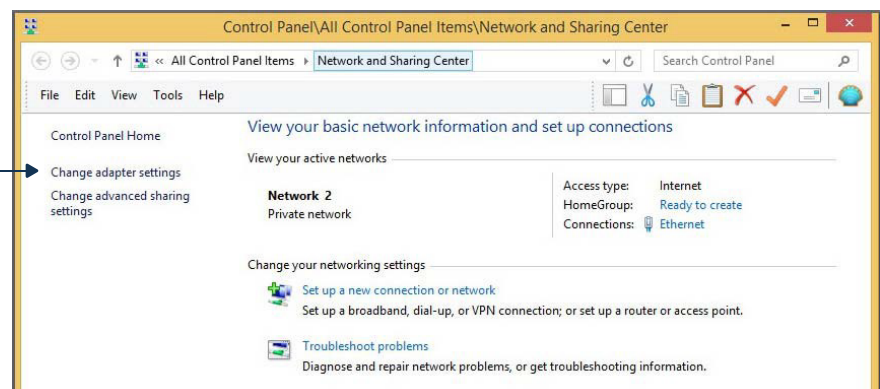 Control Panel\All Control Panel Items\Network and Sharing Center
« All Control Panel Items ▸ Network and Sharing Center
Search Control Panel
File Edit View Tools Help
Control Panel Home
Change adapter settings
Change advanced sharing
settings
View your basic network information and set up connections
View your active networks
Network 2
Private network
Access type: Internet
HomeGroup: Ready to create
Connections: Ethernet
Change your networking settings
Set up a new connection or network
Set up a broadband, dial-up, or VPN connection; or set up a router or access point.
Troubleshoot problems
Diagnose and repair network problems, or get troubleshooting information.